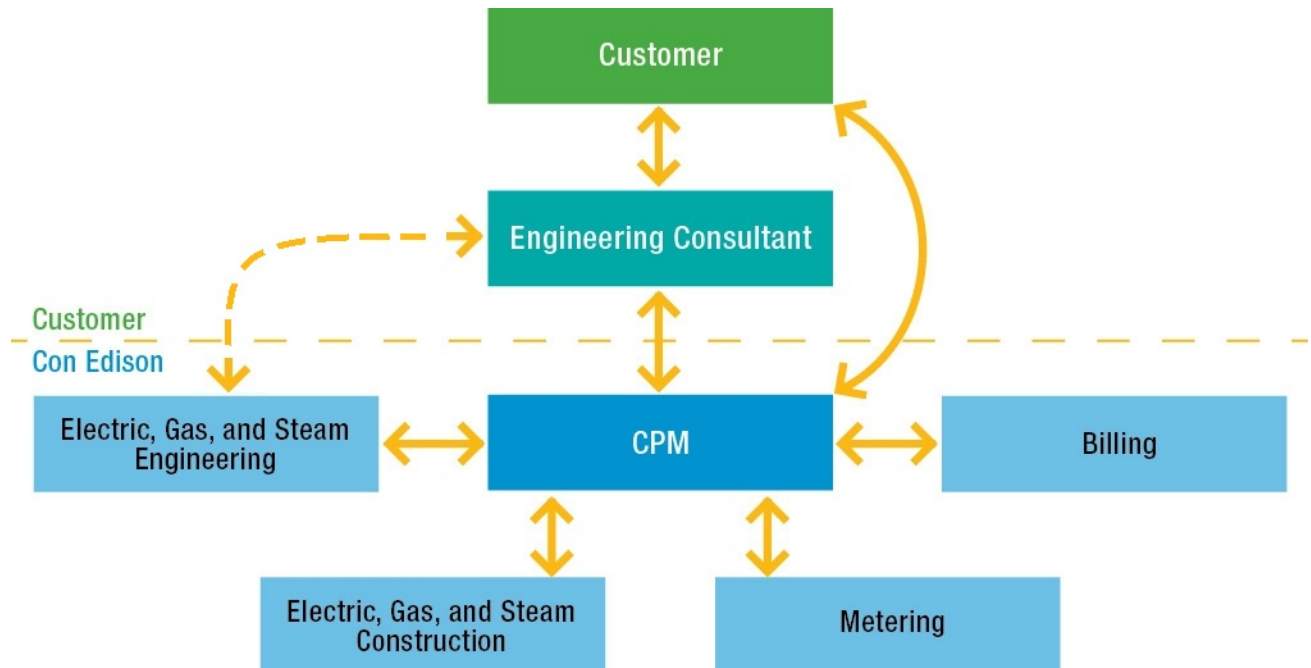 Customer
Engineering Consultant
Customer
Con Edison
Electric, Gas, and Steam
Engineering
CPM
Billing
Electric, Gas, and Steam
Construction
Metering